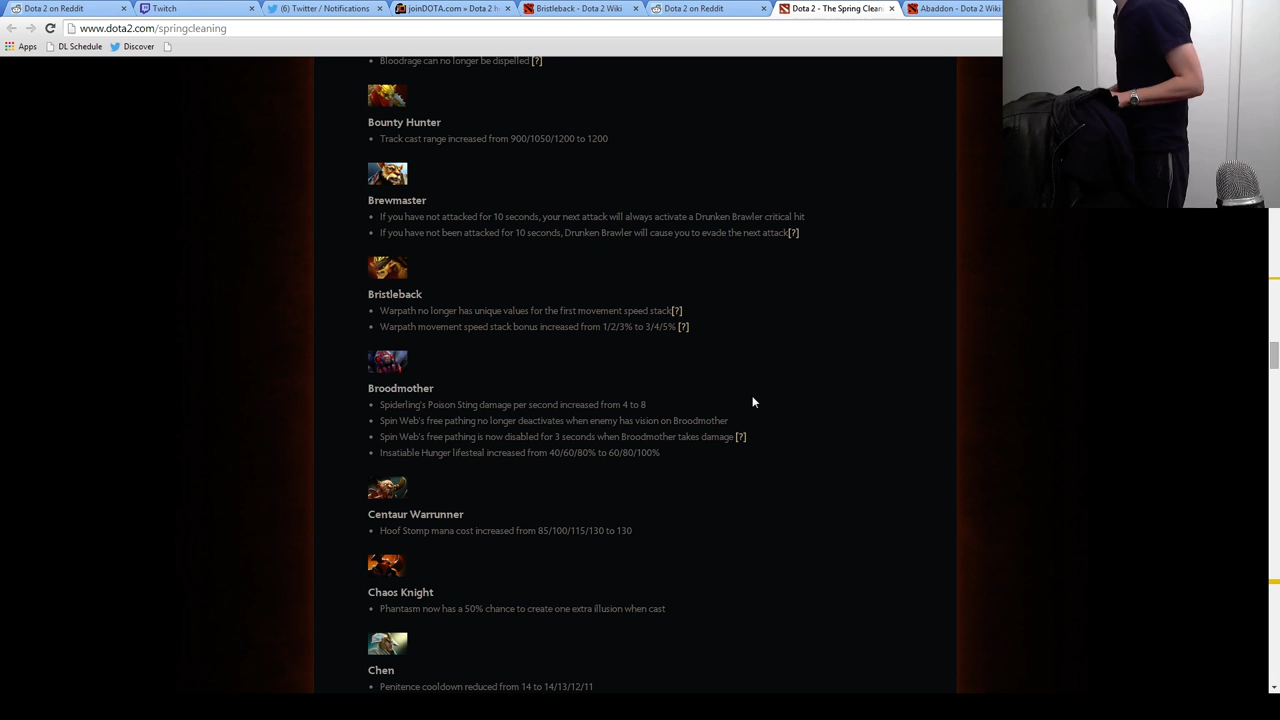 Dota 2 on Reddit
Twitch
(6) Twitter / Notifications
joinDOTA.com » Dota 2 h
Bristleback - Dota 2 Wiki
Dota 2 on Reddit
Dota 2 - The Spring Clean
Abaddon - Dota 2 Wiki
www.dota2.com/springcleaning
Apps
DL Schedule
Discover
Bloodrage can no longer be dispelled [?]
Bounty Hunter
Track cast range increased from 900/1050/1200 to 1200
Brewmaster
If you have not attacked for 10 seconds, your next attack will always activate a Drunken Brawler critical hit
If you have not been attacked for 10 seconds, Drunken Brawler will cause you to evade the next attack[?]
Bristleback
Warpath no longer has unique values for the first movement speed stack[?]
Warpath movement speed stack bonus increased from 1/2/3% to 3/4/5% [?]
Broodmother
Spiderling's Poison Sting damage per second increased from 4 to 8
Spin Web's free pathing no longer deactivates when enemy has vision on Broodmother
Spin Web's free pathing is now disabled for 3 seconds when Broodmother takes damage [?]
Insatiable Hunger lifesteal increased from 40/60/80% to 60/80/100%
Centaur Warrunner
Hoof Stomp mana cost increased from 85/100/115/130 to 130
Chaos Knight
Phantasm now has a 50% chance to create one extra illusion when cast
Chen
Penitence cooldown reduced from 14 to 14/13/12/11